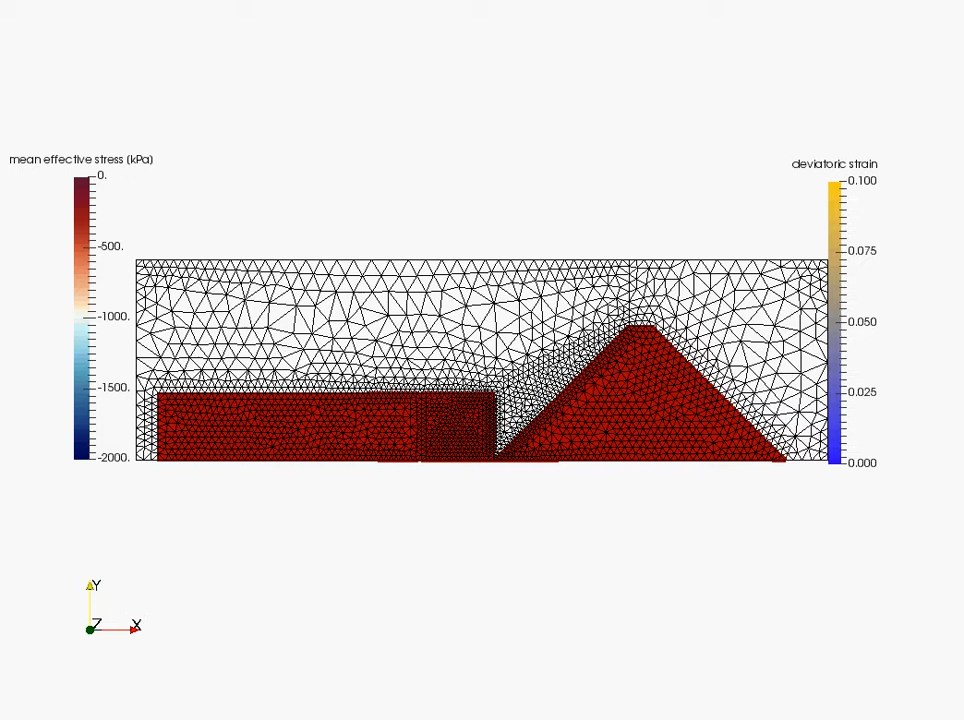 mean effective stress (kPa)
0.
-500.
-1000.
-1500.
-2000.
deviatoric strain
0.100
0.075
0.050
0.025
0.000
Y
Z
X